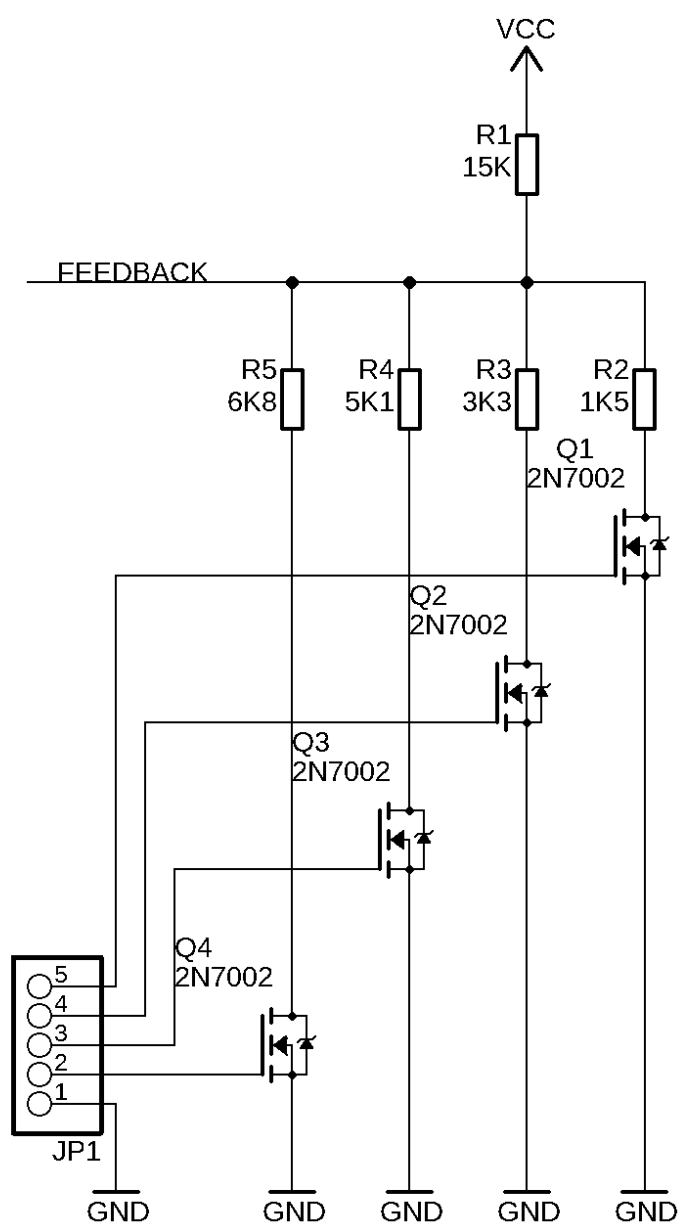 VCC
R1
15K
FEEDBACK
R5
6K8
R4
5K1
R3
3K3
R2
1K5
Q1
2N7002
Q2
2N7002
Q3
2N7002
Q4
2N7002
5
4
3
2
1
JP1
GND
GND
GND
GND
GND